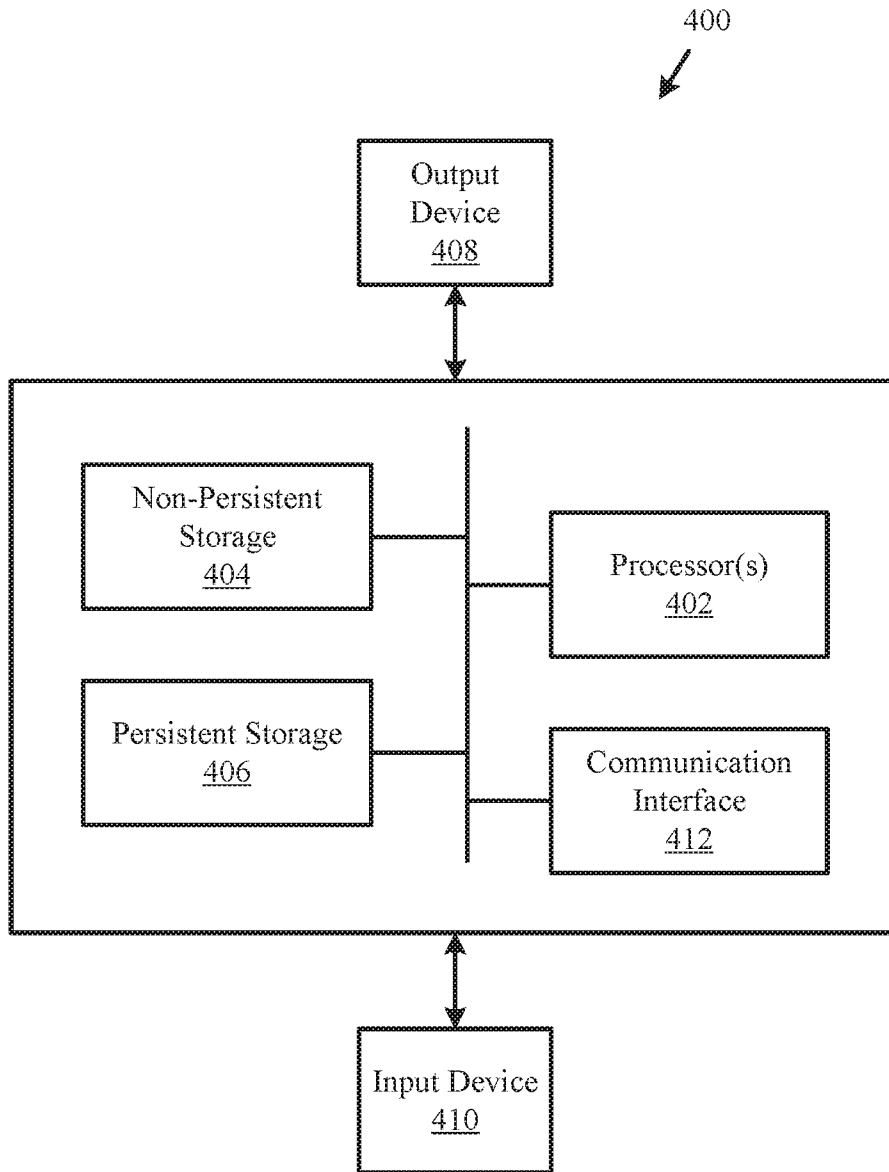 400
Output
Device
408
Non-Persistent
Storage
404
Processor(s)
402
Persistent Storage
406
Communication
Interface
412
Input Device
410